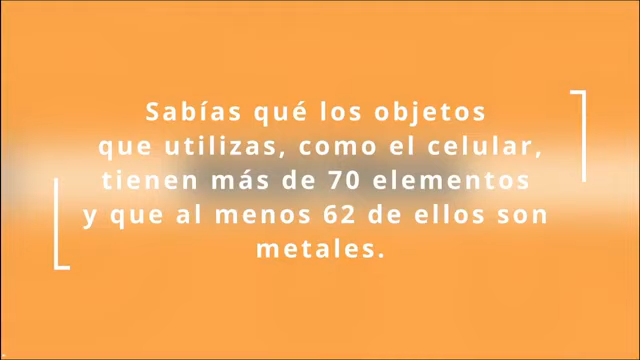 Sabías qué los objetos
que utilizas, como el celular,
tienen más de 70 elementos
y que al menos 62 de ellos son
metales.